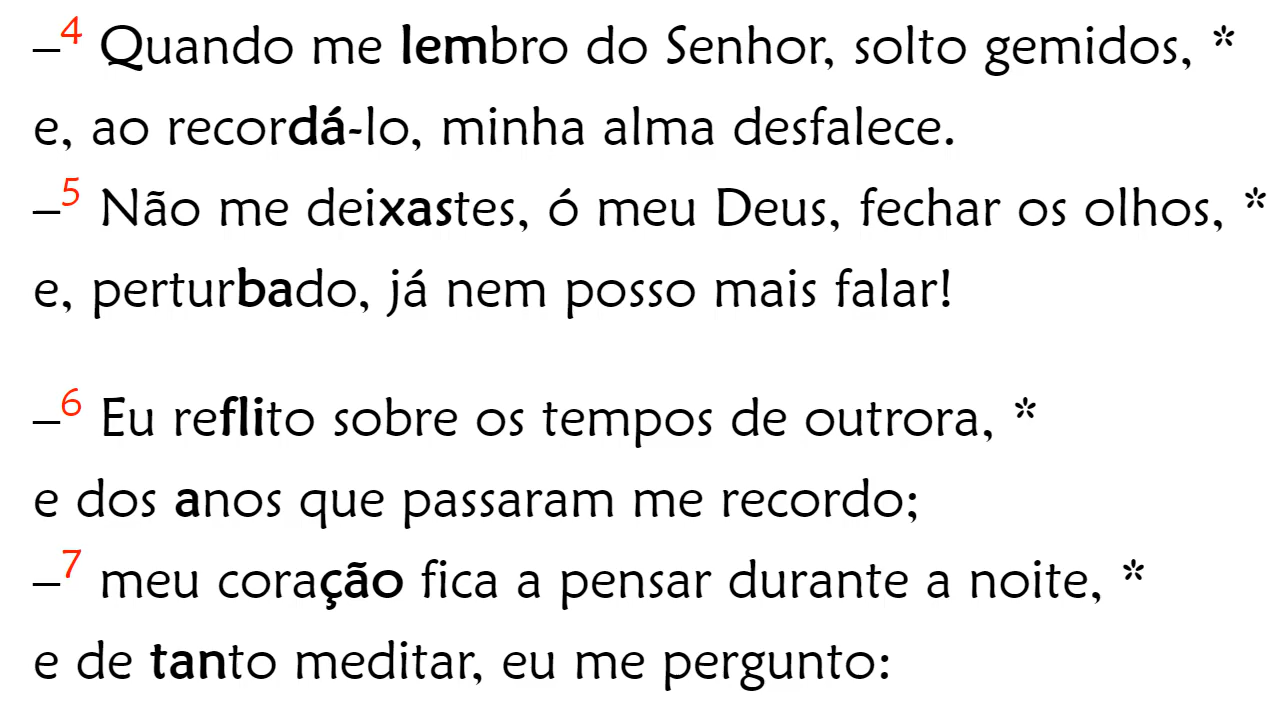 –4 Quando me lembro do Senhor, solto gemidos, *
e, ao recordá-lo, minha alma desfalece.
–5 Não me deixastes, ó meu Deus, fechar os olhos, *
e, perturbado, já nem posso mais falar!
–6 Eu reflito sobre os tempos de outrora, *
e dos anos que passaram me recordo;
–7 meu coração fica a pensar durante a noite, *
e de tanto meditar, eu me pergunto: